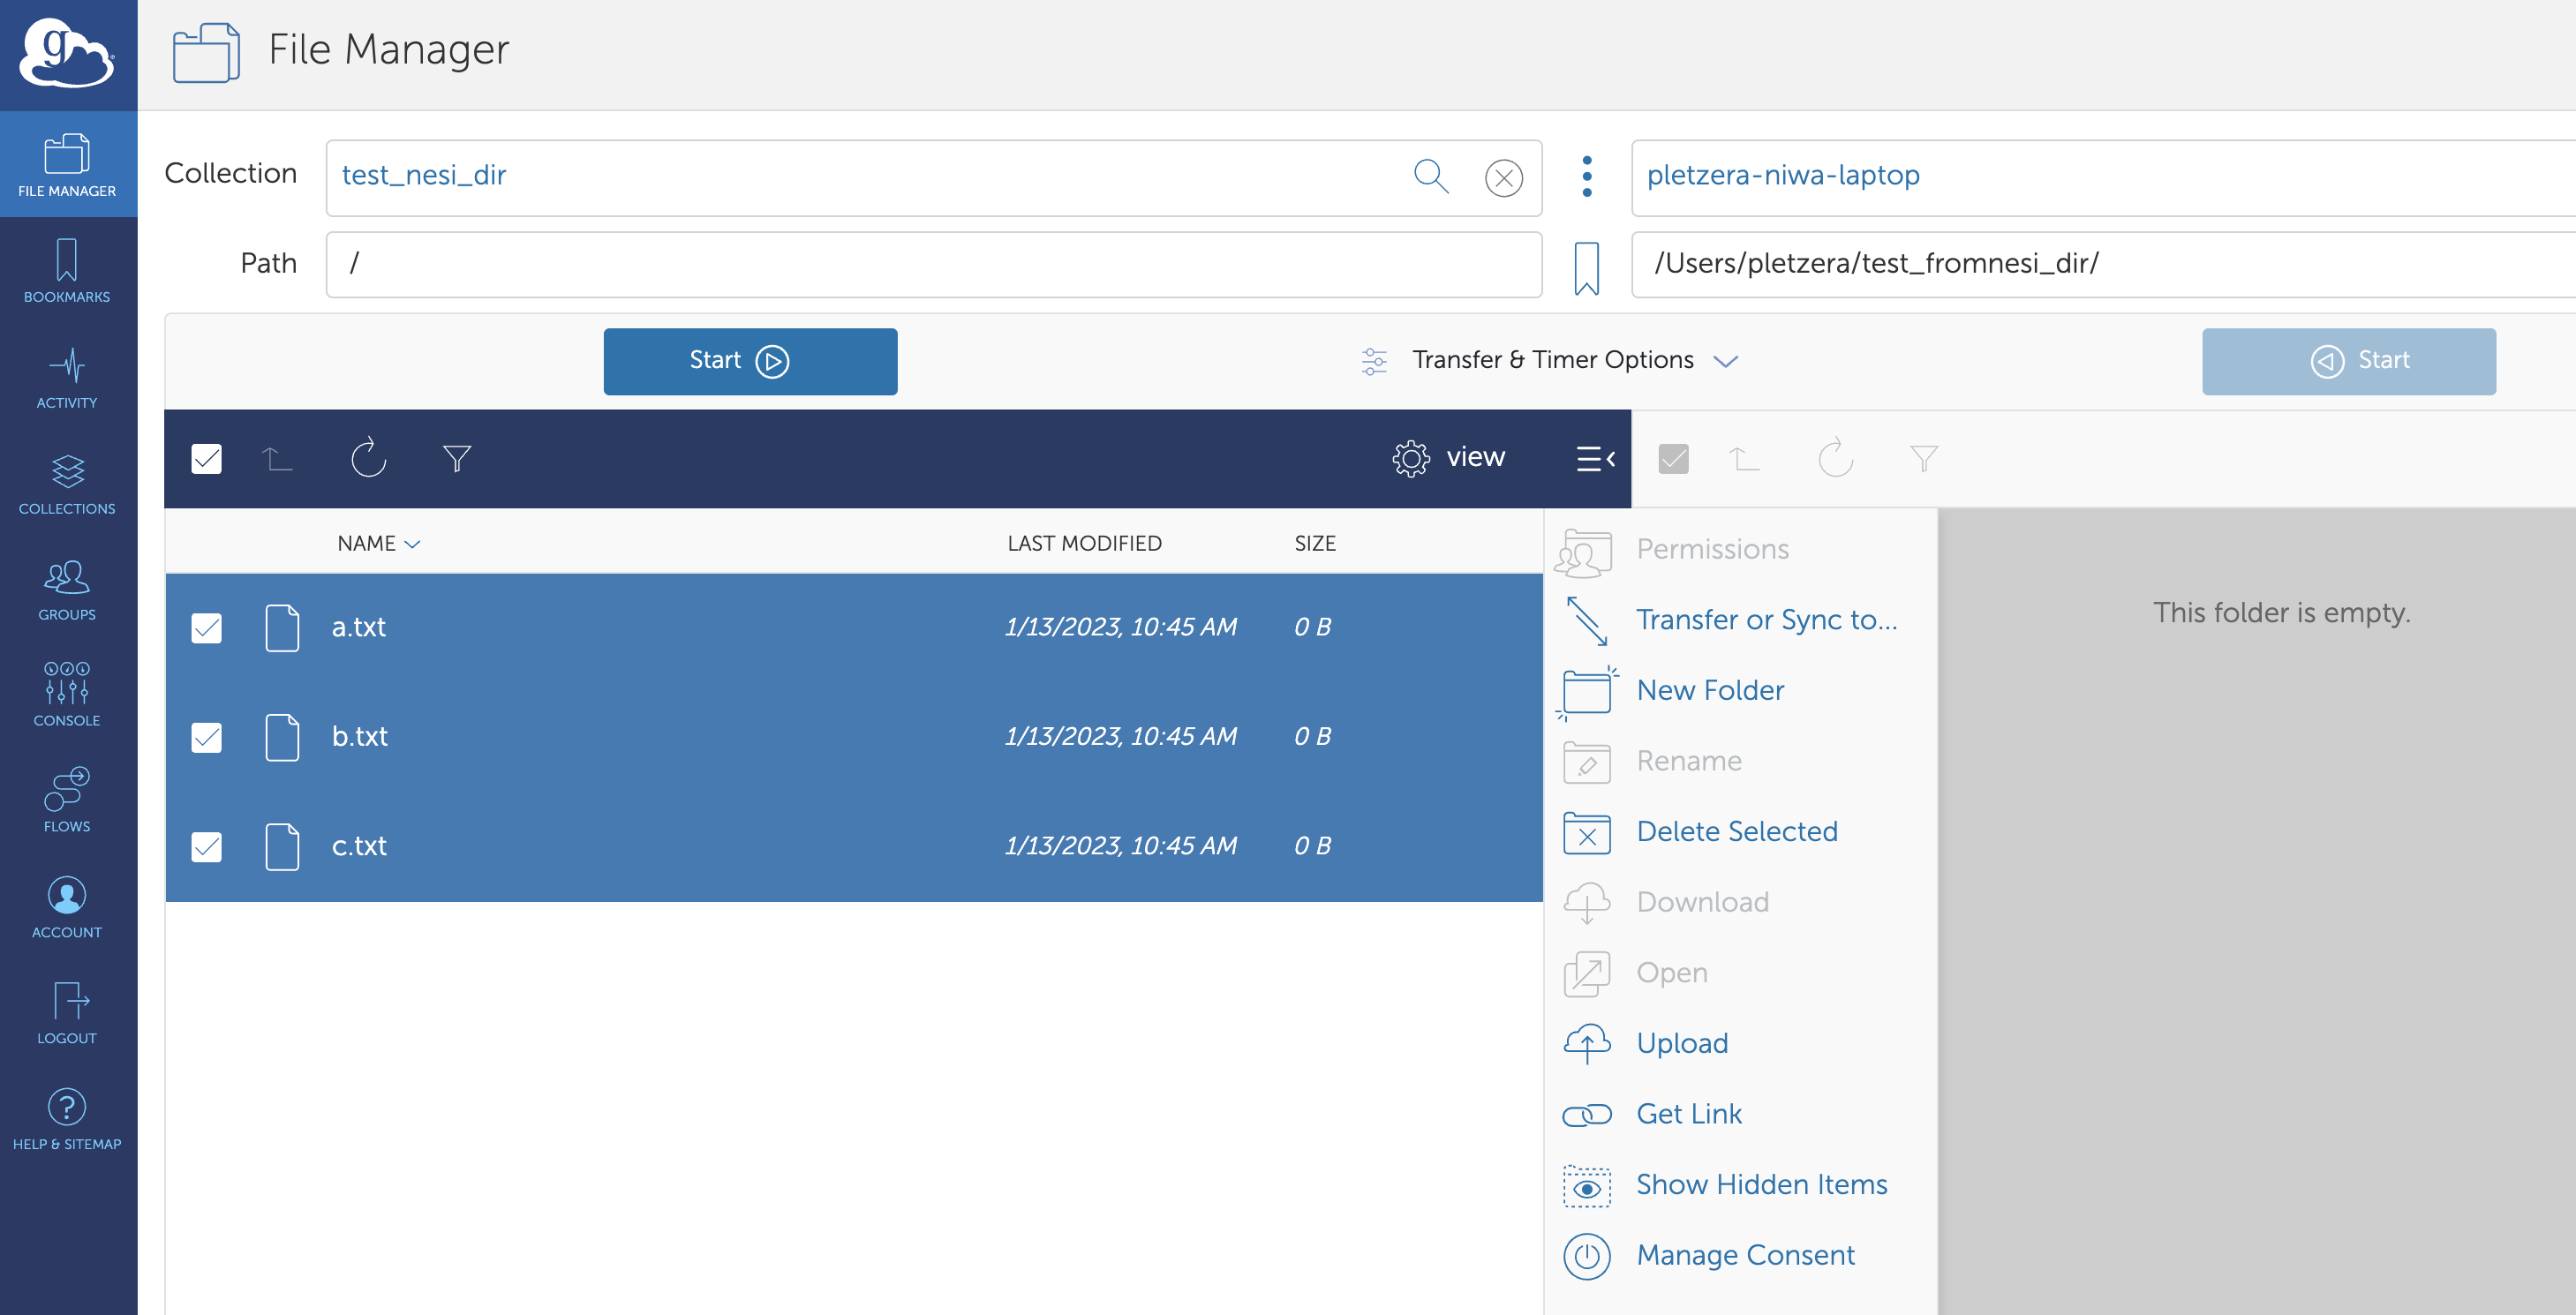 g
File Manager
FILE MANAGER
BOOKMARKS
ACTIVITY
COLLECTIONS
GROUPS
CONSOLE
FLOWS
ACCOUNT
LOGOUT
HELP & SITEMAP
Collection test_nesi_dir pletzera-niwa-laptop
Path / /Users/pletzera/test_fromnesi_dir/
Start Transfer & Timer Options Start
view
NAME LAST MODIFIED SIZE
a.txt 1/13/2023, 10:45 AM 0 B
b.txt 1/13/2023, 10:45 AM 0 B
c.txt 1/13/2023, 10:45 AM 0 B
Permissions
Transfer or Sync to...
New Folder
Rename
Delete Selected
Download
Open
Upload
Get Link
Show Hidden Items
Manage Consent
This folder is empty.